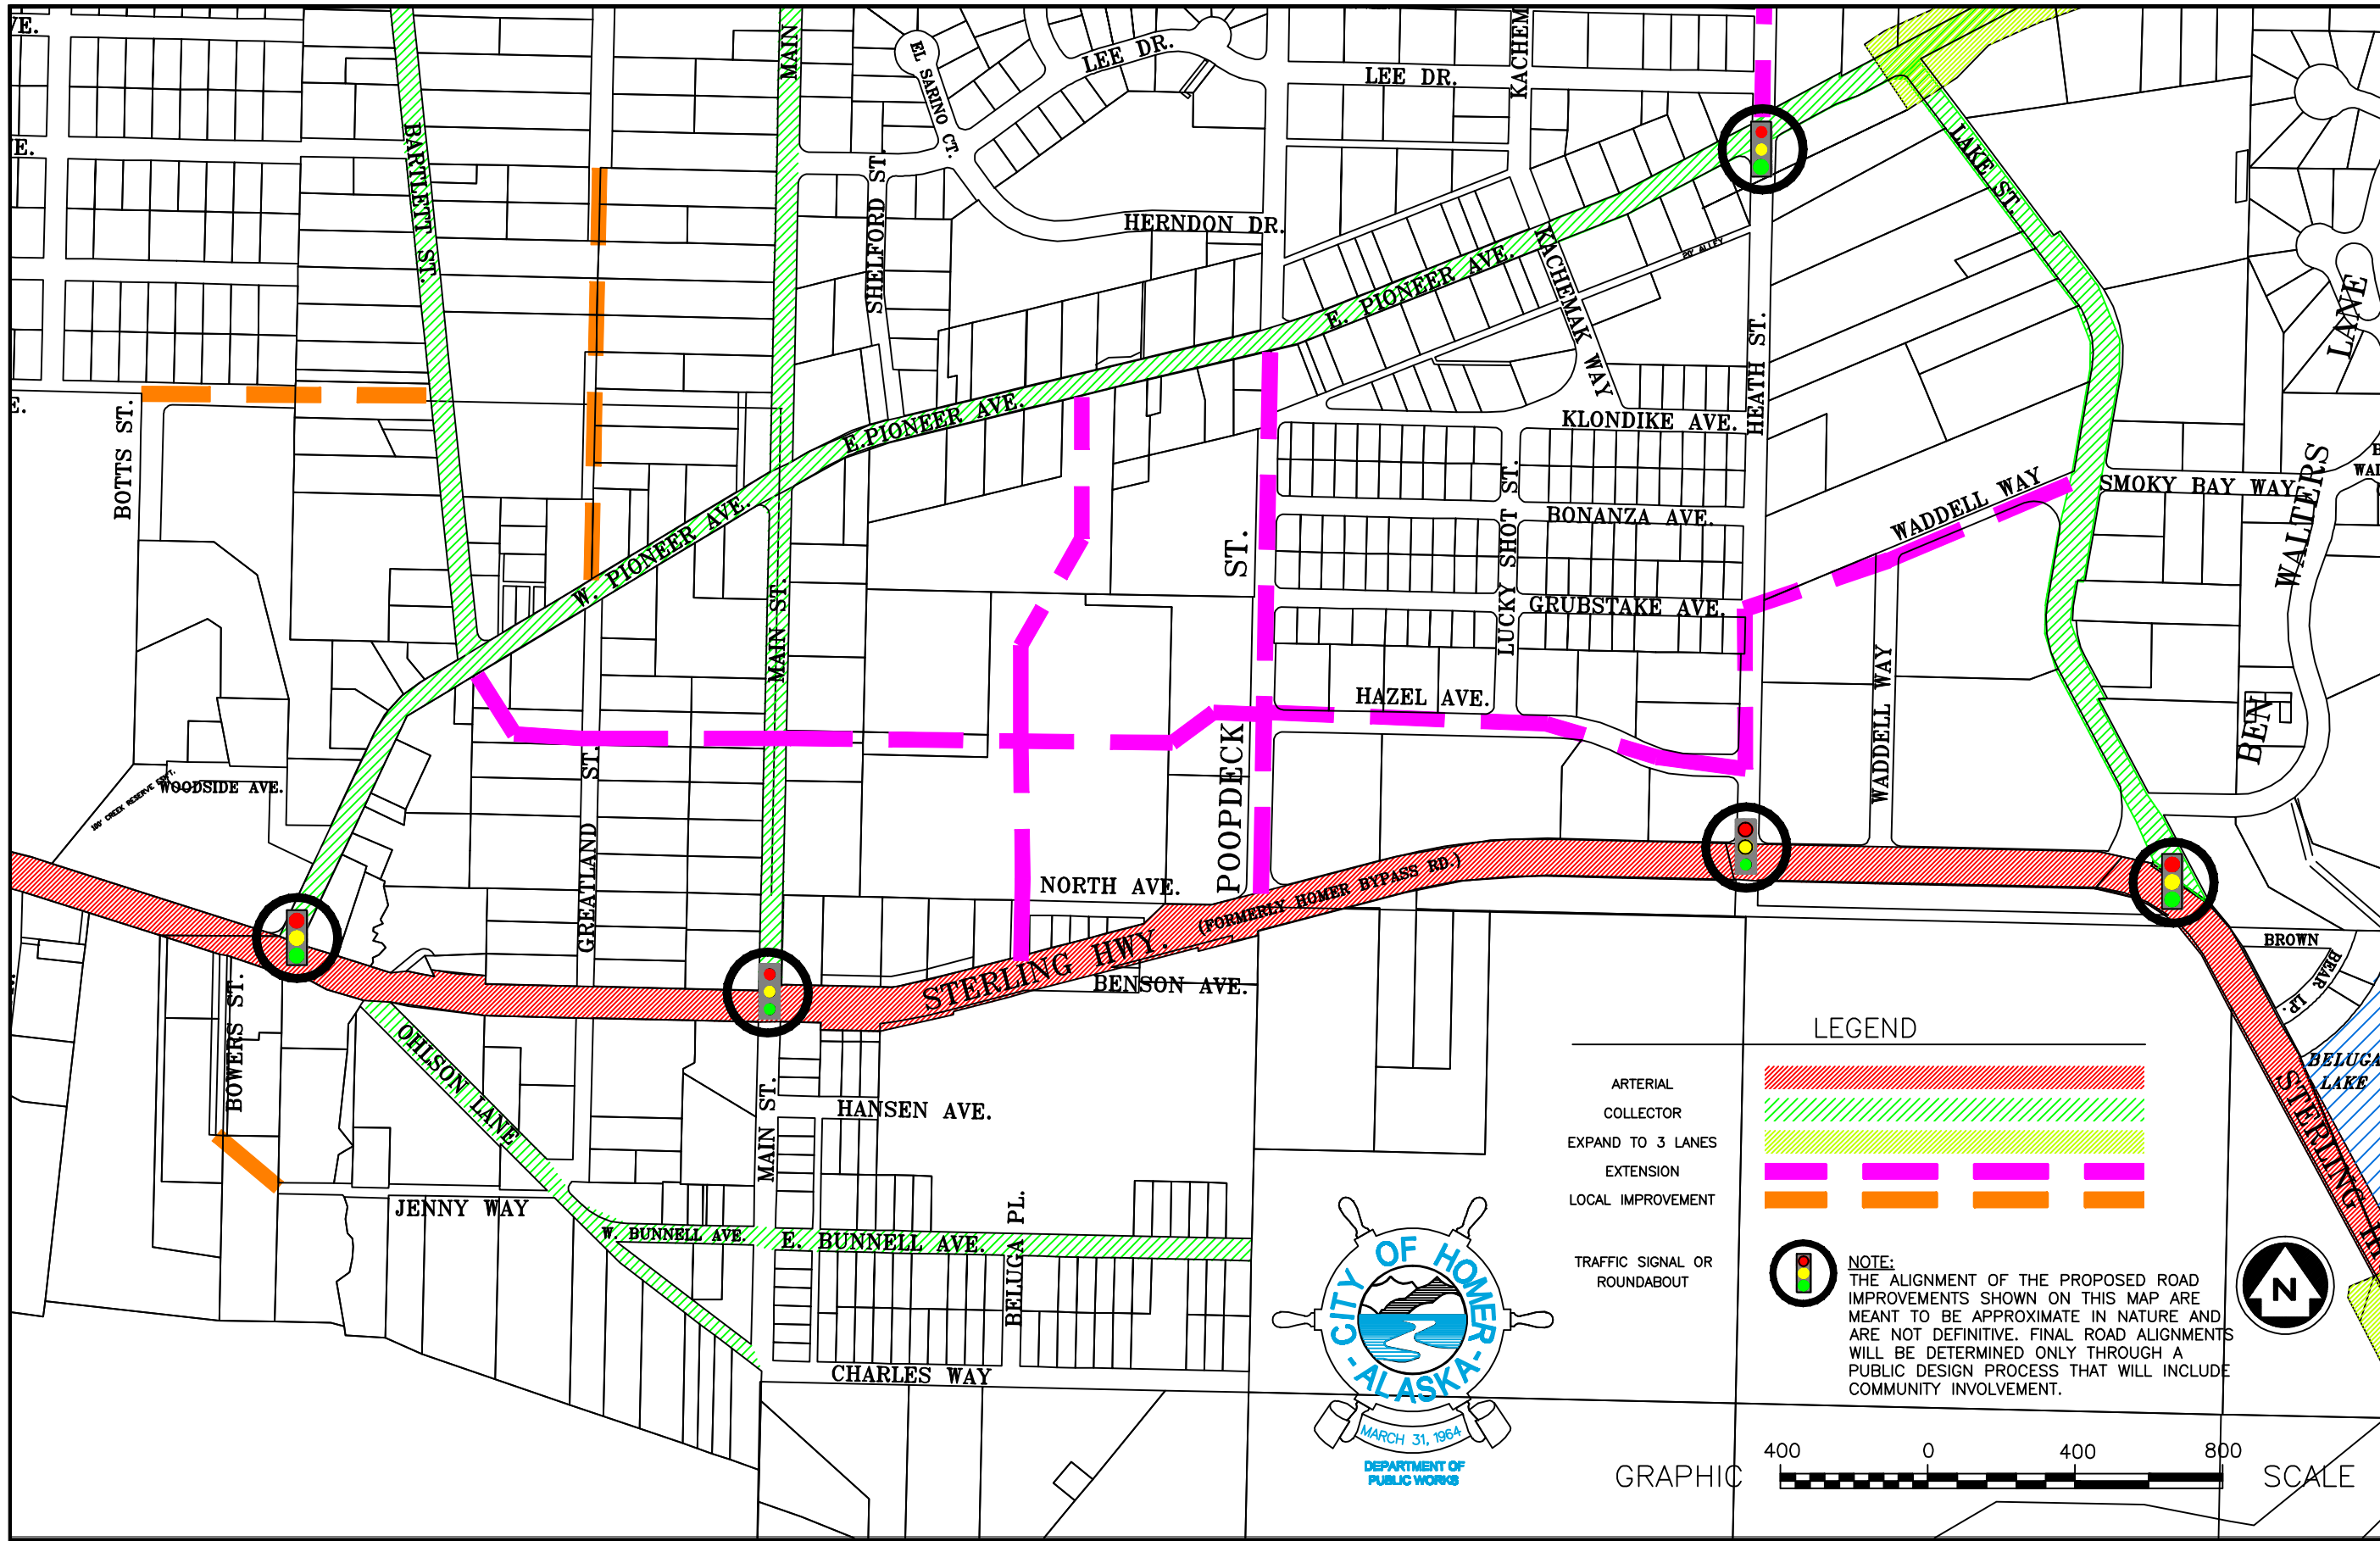 VE.
E.
E.
BARTLETT ST.
MAIN
EL SARINO CT.
LEE DR.
LEE DR.
KACHEM
SHELFORD ST.
HERNDON DR.
E. PIONEER AVE.
KACHEMAK WAY
PIY ALLEY
HEATH ST.
LAKE ST.
LANE
BOTTS ST.
E.PIONEER AVE.
W. PIONEER AVE.
KLONDIKE AVE.
BONANZA AVE.
LUCKY SHOT ST.
GRUBSTAKE AVE.
WADDELL WAY
SMOKY BAY WAY
WALTERS
BEN
MAIN ST.
POOPDECK ST.
HAZEL AVE.
WADDELL WAY
100' CREEK RESERVE ESMT.
WOODSIDE AVE.
GREATLAND ST.
NORTH AVE.
STERLING HWY.
(FORMERLY HOMER BYPASS RD.)
BENSON AVE.
BOWERS ST.
OHLSON LANE
MAIN ST.
HANSEN AVE.
JENNY WAY
W. BUNNELL AVE.
E. BUNNELL AVE.
BELUGA PL.
CHARLES WAY
BROWN
BEAR LP.
BELUGA
LAKE
STERLING
LEGEND
ARTERIAL
COLLECTOR
EXPAND TO 3 LANES
EXTENSION
LOCAL IMPROVEMENT
TRAFFIC SIGNAL OR
ROUNDABOUT
NOTE:
THE ALIGNMENT OF THE PROPOSED ROAD
IMPROVEMENTS SHOWN ON THIS MAP ARE
MEANT TO BE APPROXIMATE IN NATURE AND
ARE NOT DEFINITIVE. FINAL ROAD ALIGNMENTS
WILL BE DETERMINED ONLY THROUGH A
PUBLIC DESIGN PROCESS THAT WILL INCLUDE
COMMUNITY INVOLVEMENT.
N
CITY OF HOMER
-ALASKA-
MARCH 31, 1964
DEPARTMENT OF
PUBLIC WORKS
400 0 400 800
GRAPHIC SCALE